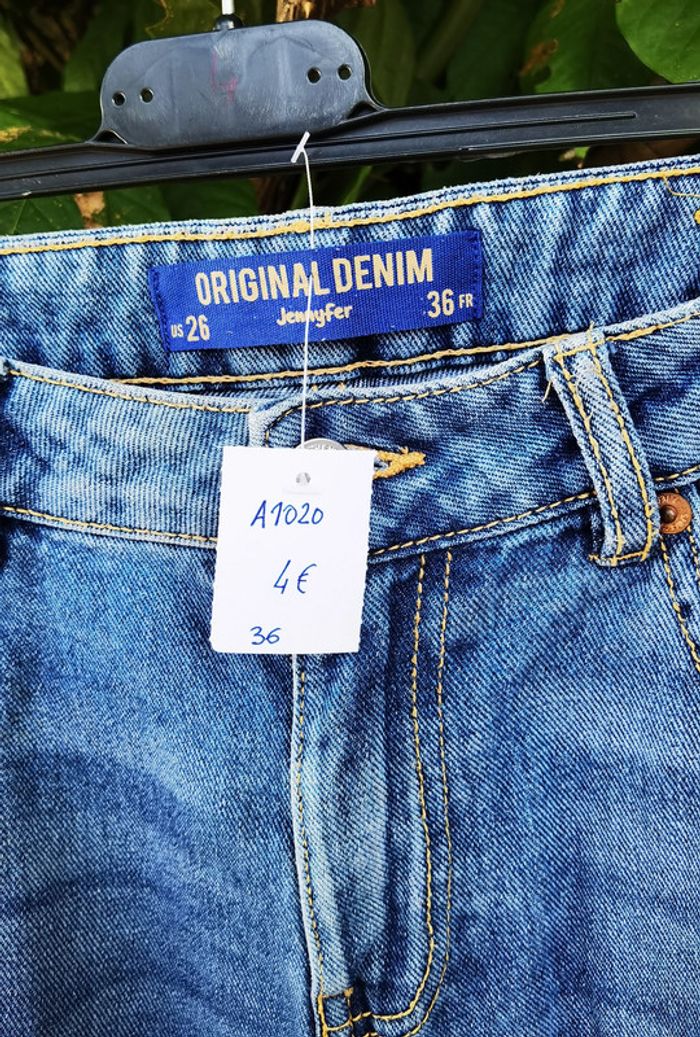 ORIGINAL DENIM
Jennyfer
US 26
36 FR
A1020
4€
36